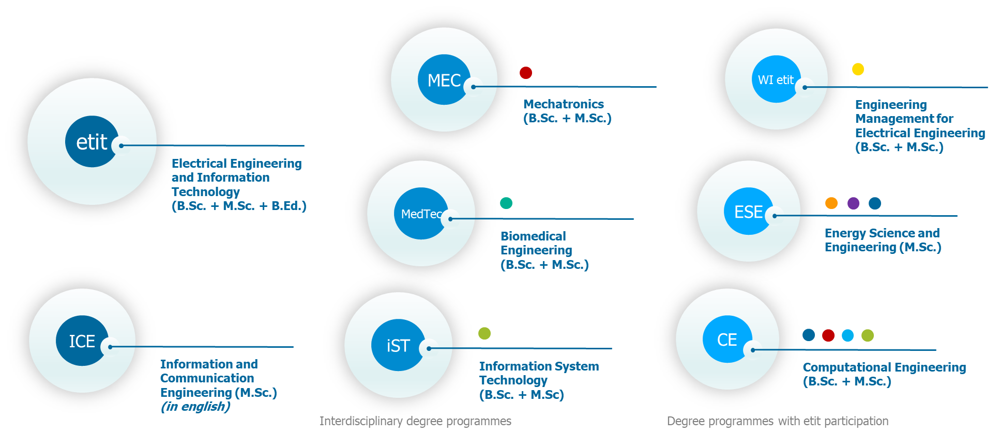 etit
Electrical Engineering
and Information
Technology
(B.Sc. + M.Sc. + B.Ed.)
ICE
Information and
Communication
Engineering (M.Sc.)
(in english)
MEC
Mechatronics
(B.Sc. + M.Sc.)
MedTec
Biomedical
Engineering
(B.Sc. + M.Sc.)
iST
Information System
Technology
(B.Sc. + M.Sc)
Interdisciplinary degree programmes
WI etit
Engineering
Management for
Electrical Engineering
(B.Sc. + M.Sc.)
ESE
Energy Science and
Engineering (M.Sc.)
CE
Computational Engineering
(B.Sc. + M.Sc.)
Degree programmes with etit participation